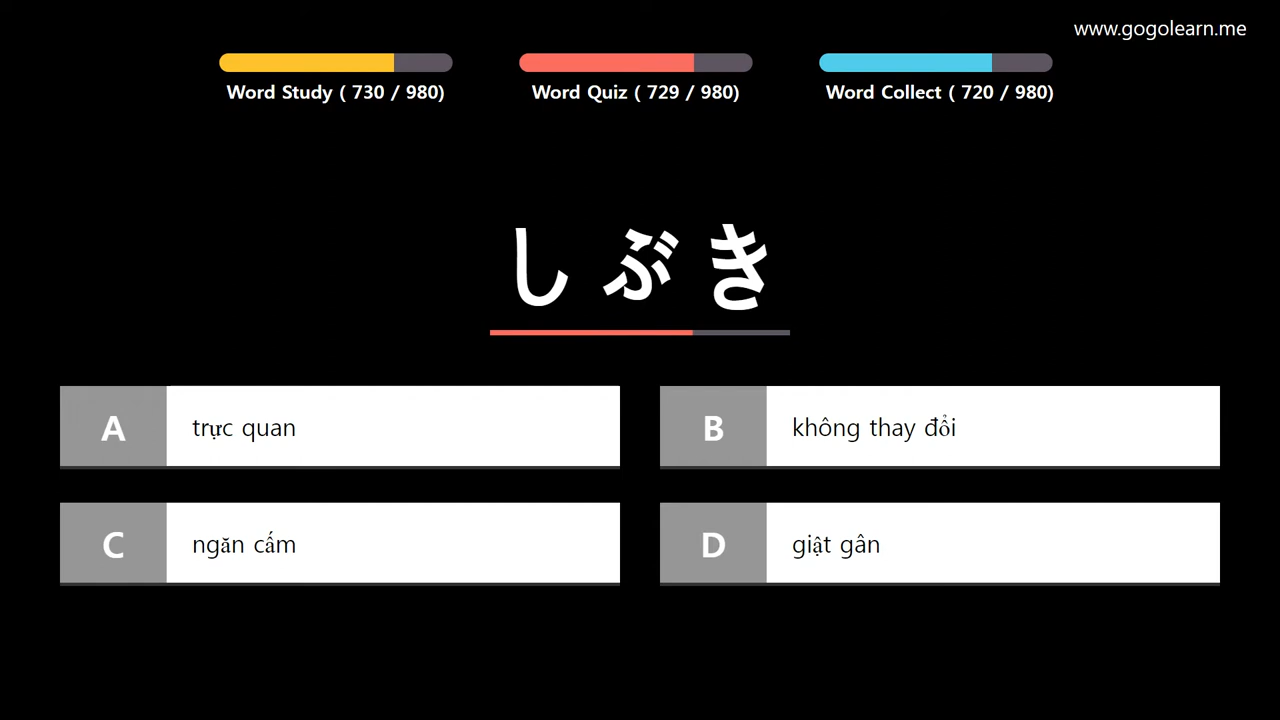 www.gogolearn.me
Word Study ( 730 / 980)
Word Quiz ( 729 / 980)
Word Collect ( 720 / 980)
しぶき
A trực quan
B không thay đổi
C ngăn cấm
D giật gân